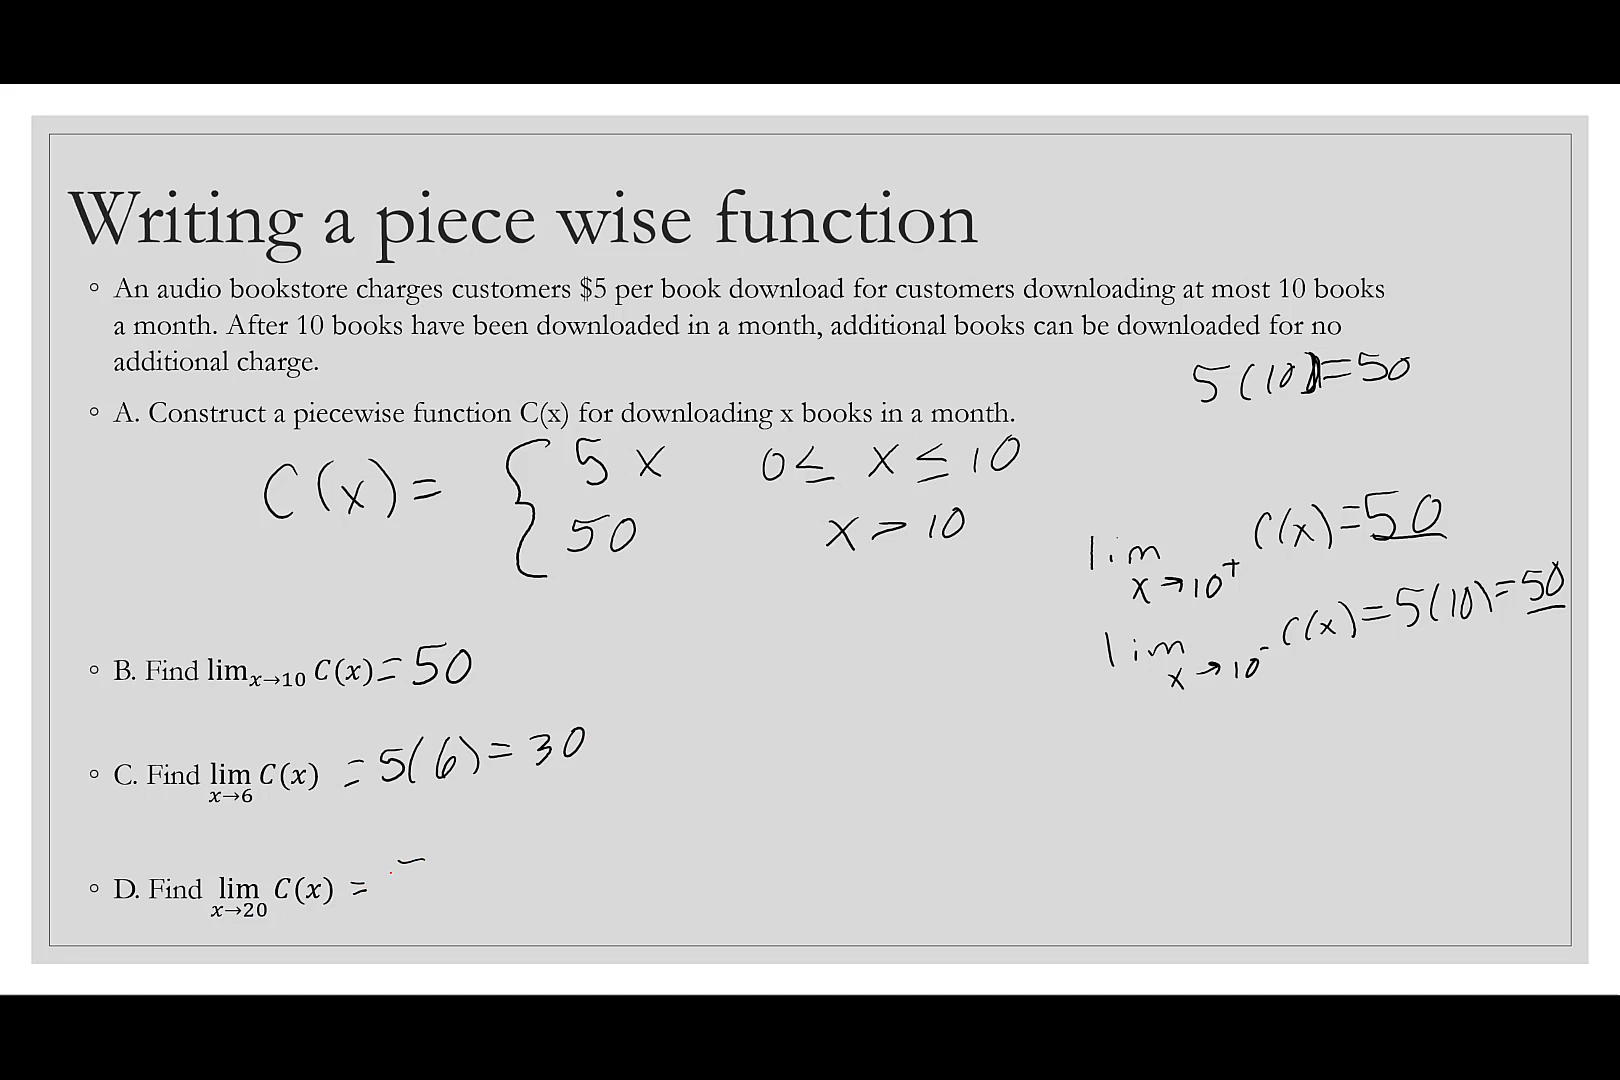 Writing a piece wise function
◦ An audio bookstore charges customers $5 per book download for customers downloading at most 10 books
a month. After 10 books have been downloaded in a month, additional books can be downloaded for no
additional charge.
5(10)=50
◦ A. Construct a piecewise function C(x) for downloading x books in a month.
C(x) = { 5x 0 ≤ x ≤ 10
50 x > 10
lim x→10⁺ C(x) = 50
lim x→10⁻ C(x) = 5(10) = 50
◦ B. Find lim x→10 C(x) = 50
◦ C. Find lim x→6 C(x) = 5(6) = 30
◦ D. Find lim x→20 C(x) =